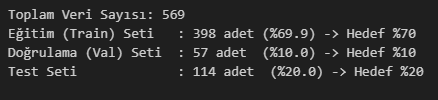 Toplam Veri Sayısı: 569
Eğitim (Train) Seti   : 398 adet (%69.9) -> Hedef %70
Doğrulama (Val) Seti  : 57 adet  (%10.0) -> Hedef %10
Test Seti             : 114 adet  (%20.0) -> Hedef %20